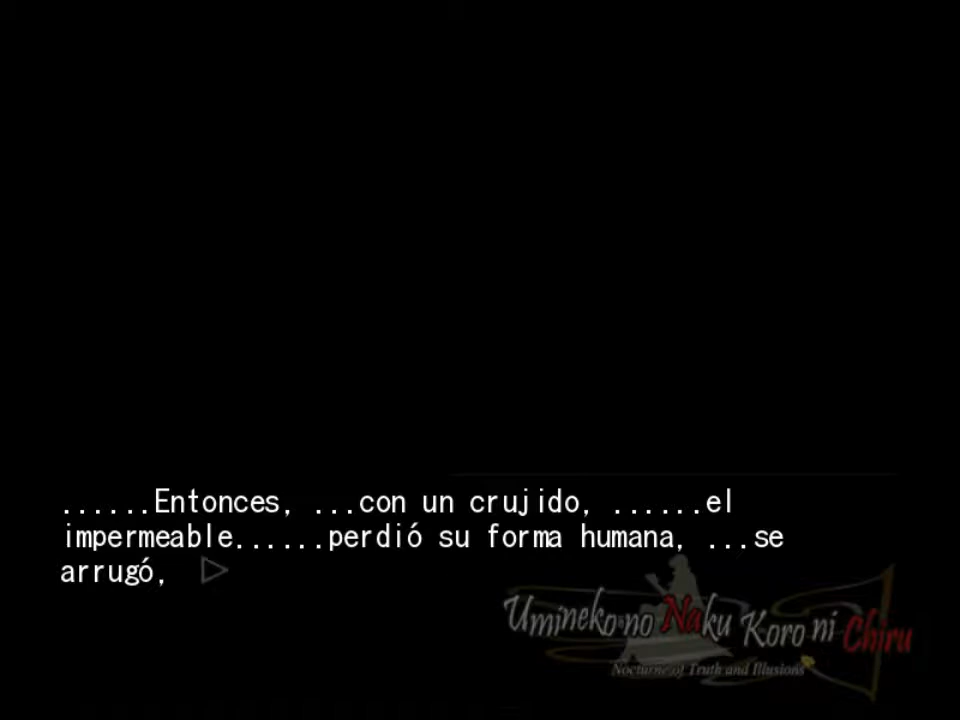 ......Entonces, ...con un crujido, ......el
impermeable......perdió su forma humana, ...se
arrugó,
Umineko no Naku Koro ni Chiru
Nocturne of Truth and Illusions